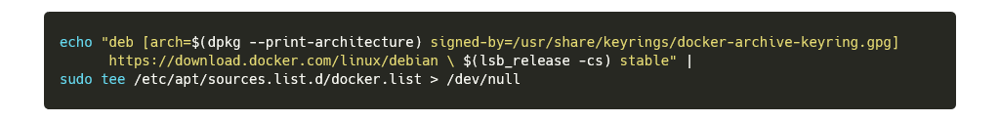 echo "deb [arch=$(dpkg --print-architecture) signed-by=/usr/share/keyrings/docker-archive-keyring.gpg]
https://download.docker.com/linux/debian \ $(lsb_release -cs) stable" |
sudo tee /etc/apt/sources.list.d/docker.list > /dev/null